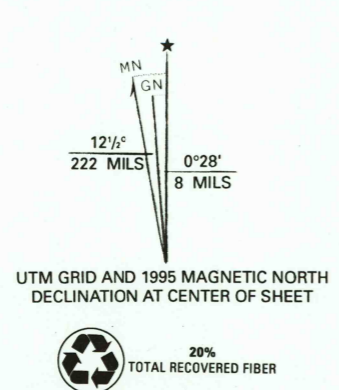 MN
GN
12½°
222 MILS
0°28'
8 MILS
UTM GRID AND 1995 MAGNETIC NORTH
DECLINATION AT CENTER OF SHEET
20%
TOTAL RECOVERED FIBER